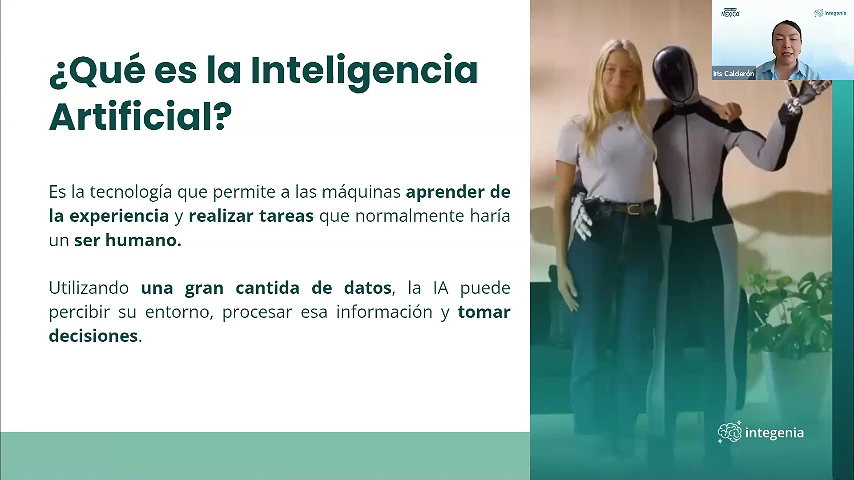 ¿Qué es la Inteligencia
Artificial?
Es la tecnología que permite a las máquinas aprender de
la experiencia y realizar tareas que normalmente haría
un ser humano.
Utilizando una gran cantida de datos, la IA puede
percibir su entorno, procesar esa información y tomar
decisiones.
MÉXICO
integenia
Iris Calderón
integenia